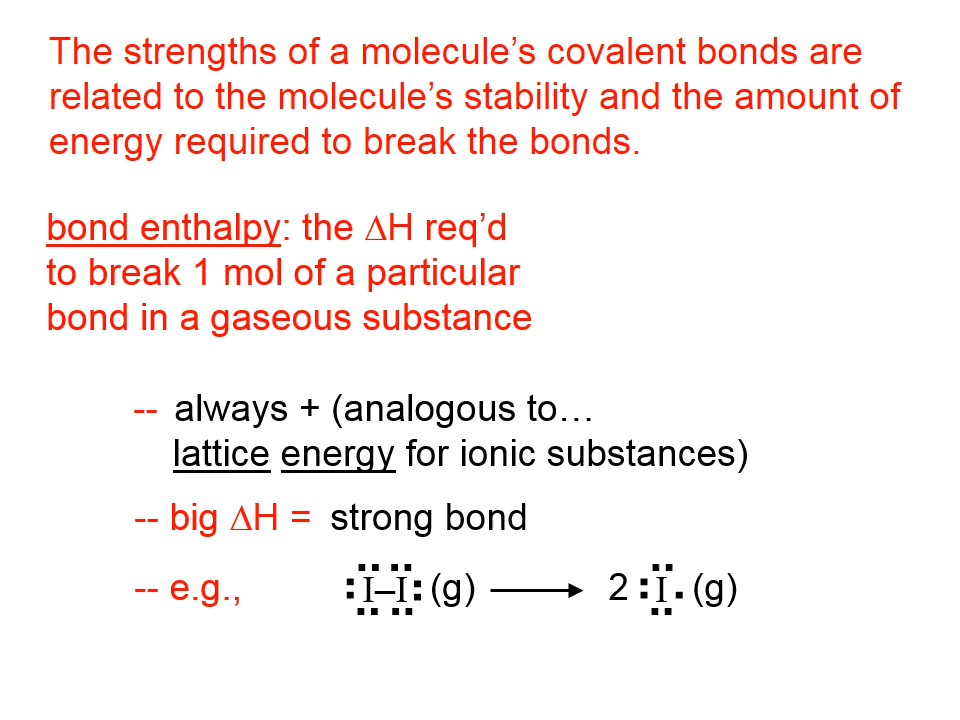 The strengths of a molecule’s covalent bonds are
related to the molecule’s stability and the amount of
energy required to break the bonds.
bond enthalpy: the ∆H req’d
to break 1 mol of a particular
bond in a gaseous substance
-- always + (analogous to…
lattice energy for ionic substances)
-- big ∆H = strong bond
-- e.g., I–I (g) → 2 I (g)